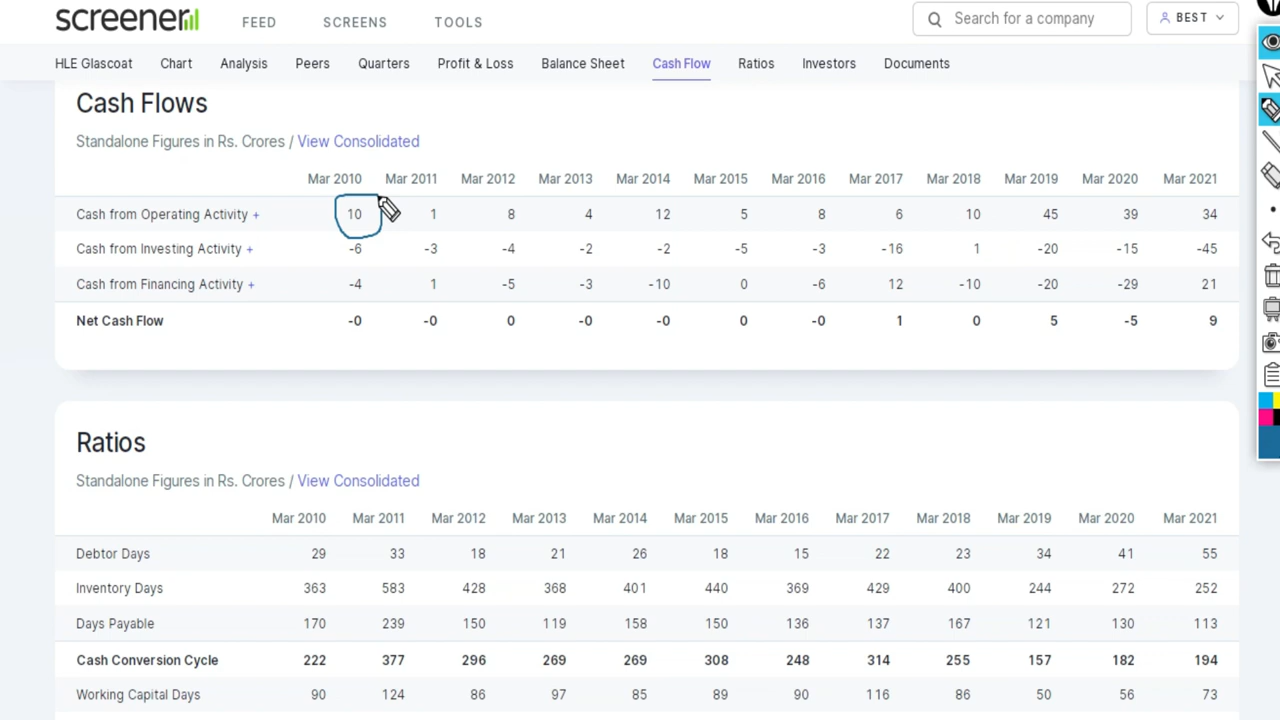 screener FEED SCREENS TOOLS Search for a company BEST
HLE Glascoat Chart Analysis Peers Quarters Profit & Loss Balance Sheet Cash Flow Ratios Investors Documents
Cash Flows
Standalone Figures in Rs. Crores / View Consolidated
Mar 2010 Mar 2011 Mar 2012 Mar 2013 Mar 2014 Mar 2015 Mar 2016 Mar 2017 Mar 2018 Mar 2019 Mar 2020 Mar 2021
Cash from Operating Activity + 10 1 8 4 12 5 8 6 10 45 39 34
Cash from Investing Activity + -6 -3 -4 -2 -2 -5 -3 -16 1 -20 -15 -45
Cash from Financing Activity + -4 1 -5 -3 -10 0 -6 12 -10 -20 -29 21
Net Cash Flow -0 -0 0 -0 -0 0 -0 1 0 5 -5 9
Ratios
Standalone Figures in Rs. Crores / View Consolidated
Mar 2010 Mar 2011 Mar 2012 Mar 2013 Mar 2014 Mar 2015 Mar 2016 Mar 2017 Mar 2018 Mar 2019 Mar 2020 Mar 2021
Debtor Days 29 33 18 21 26 18 15 22 23 34 41 55
Inventory Days 363 583 428 368 401 440 369 429 400 244 272 252
Days Payable 170 239 150 119 158 150 136 137 167 121 130 113
Cash Conversion Cycle 222 377 296 269 269 308 248 314 255 157 182 194
Working Capital Days 90 124 86 97 85 89 90 116 86 50 56 73